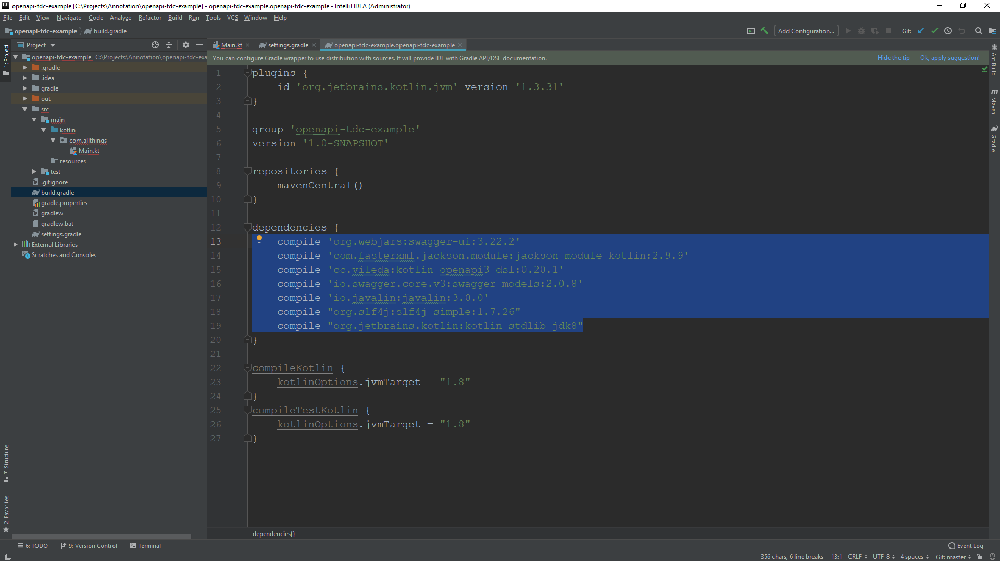 openapi-tdc-example [C:\Projects\Annotation\openapi-tdc-example] - openapi-tdc-example.openapi-tdc-example - IntelliJ IDEA (Administrator)
File Edit View Navigate Code Analyze Refactor Build Run Tools VCS Window Help
openapi-tdc-example build.gradle Add Configuration... Git:
Project
Main.kt settings.gradle openapi-tdc-example.openapi-tdc-example
You can configure Gradle wrapper to use distribution with sources. It will provide IDE with Gradle API/DSL documentation. Hide the tip Ok, apply suggestion!
1: Project
openapi-tdc-example C:\Projects\Annotation\openapi-tdc-exa
.gradle
.idea
gradle
out
src
main
kotlin
com.allthings
Main.kt
resources
test
.gitignore
build.gradle
gradle.properties
gradlew
gradlew.bat
settings.gradle
External Libraries
Scratches and Consoles
7: Structure
2: Favorites
1 plugins {
2 id 'org.jetbrains.kotlin.jvm' version '1.3.31'
3 }
4
5 group 'openapi-tdc-example'
6 version '1.0-SNAPSHOT'
7
8 repositories {
9 mavenCentral()
10 }
11
12 dependencies {
13 compile 'org.webjars:swagger-ui:3.22.2'
14 compile 'com.fasterxml.jackson.module:jackson-module-kotlin:2.9.9'
15 compile 'cc.vileda:kotlin-openapi3-dsl:0.20.1'
16 compile 'io.swagger.core.v3:swagger-models:2.0.8'
17 compile 'io.javalin:javalin:3.0.0'
18 compile "org.slf4j:slf4j-simple:1.7.26"
19 compile "org.jetbrains.kotlin:kotlin-stdlib-jdk8"
20 }
21
22 compileKotlin {
23 kotlinOptions.jvmTarget = "1.8"
24 }
25 compileTestKotlin {
26 kotlinOptions.jvmTarget = "1.8"
27 }
Ant Build
m Maven
Gradle
dependencies{}
6: TODO 9: Version Control Terminal Event Log
356 chars, 6 line breaks 13:1 CRLF UTF-8 4 spaces Git: master